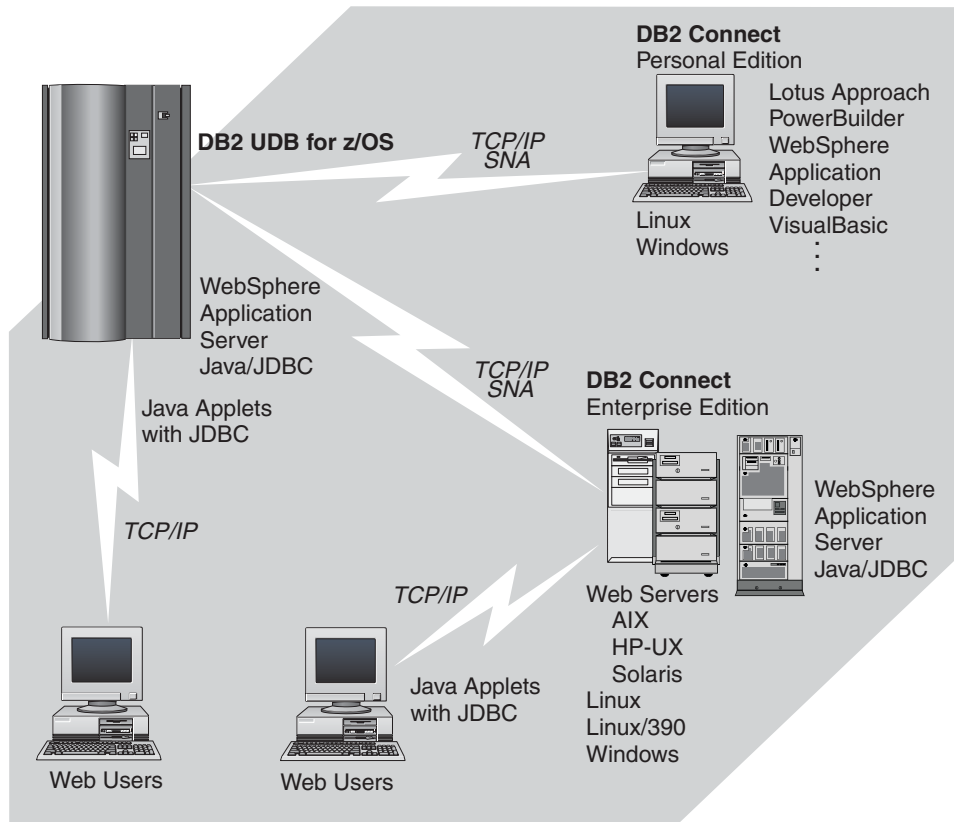 DB2 Connect
Personal Edition
Lotus Approach
PowerBuilder
WebSphere
Application
Developer
VisualBasic
.
.
.
Linux
Windows
DB2 UDB for z/OS
TCP/IP
SNA
WebSphere
Application
Server
Java/JDBC
TCP/IP
SNA
Java Applets
with JDBC
TCP/IP
Web Users
DB2 Connect
Enterprise Edition
WebSphere
Application
Server
Java/JDBC
Web Servers
AIX
HP-UX
Solaris
Linux
Linux/390
Windows
TCP/IP
Java Applets
with JDBC
Web Users